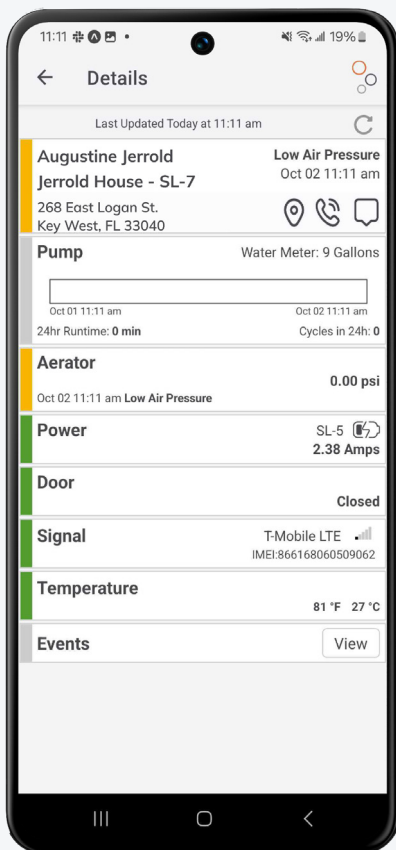 11:11 19%
Details
Last Updated Today at 11:11 am
Augustine Jerrold Low Air Pressure
Jerrold House - SL-7 Oct 02 11:11 am
268 East Logan St.
Key West, FL 33040
Pump Water Meter: 9 Gallons
Oct 01 11:11 am Oct 02 11:11 am
24hr Runtime: 0 min Cycles in 24h: 0
Aerator
0.00 psi
Oct 02 11:11 am Low Air Pressure
Power SL-5
2.38 Amps
Door
Closed
Signal T-Mobile LTE
IMEI:866168060509062
Temperature
81 °F 27 °C
Events View